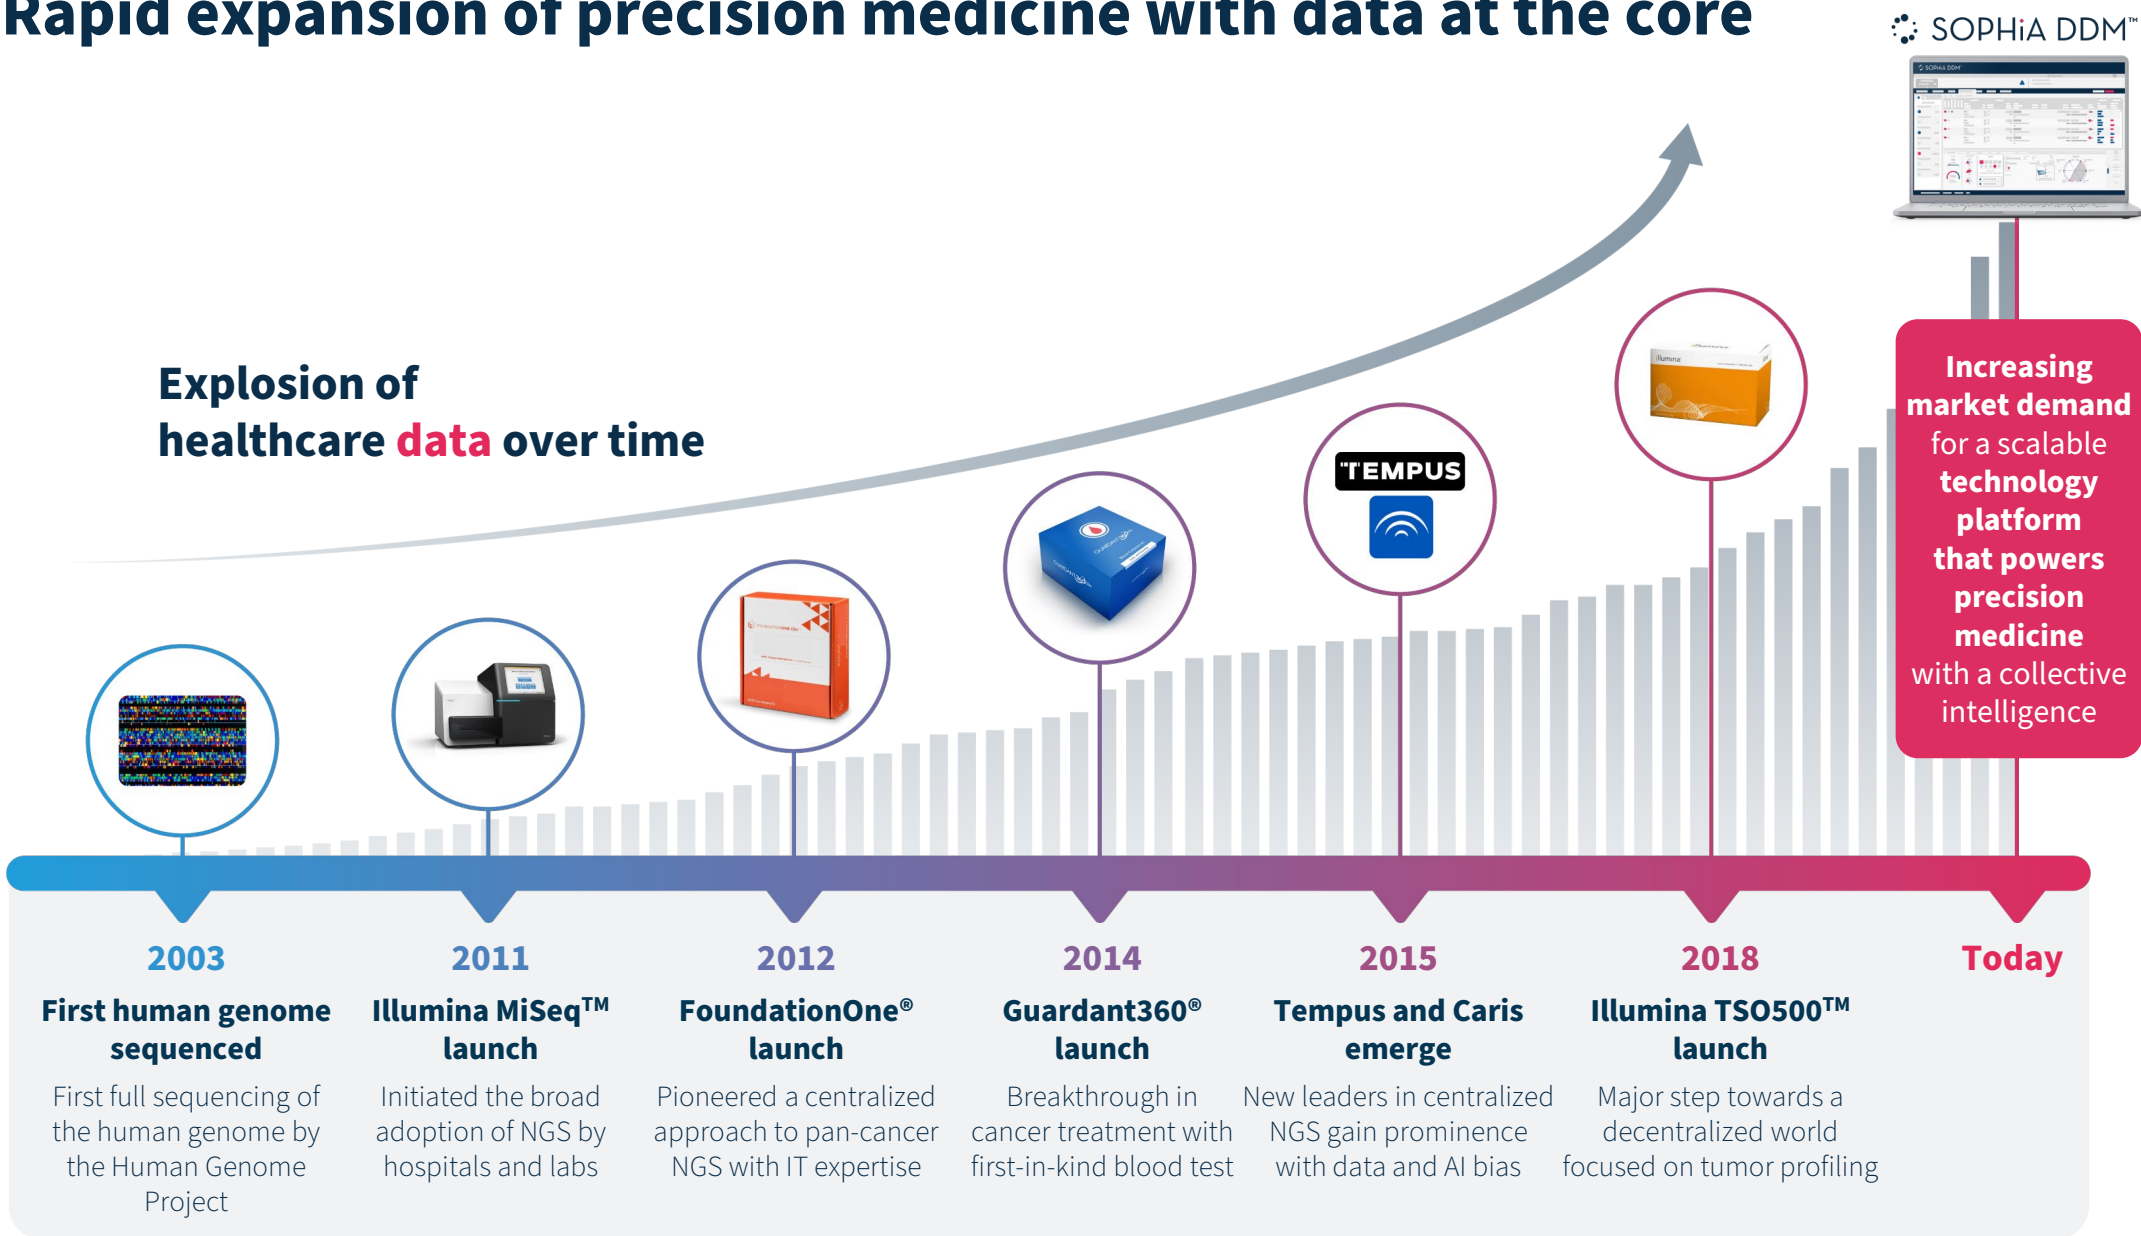 Rapid expansion of precision medicine with data at the core
SOPHiA DDM™
SOPHiA DDM™
Explosion of
healthcare data over time
illumina
TEMPUS
GUARDANT360
FOUNDATIONONE CDx
Increasing
market demand
for a scalable
technology
platform
that powers
precision
medicine
with a collective
intelligence
2003
First human genome
sequenced
First full sequencing of
the human genome by
the Human Genome
Project
2011
Illumina MiSeq™
launch
Initiated the broad
adoption of NGS by
hospitals and labs
2012
FoundationOne®
launch
Pioneered a centralized
approach to pan-cancer
NGS with IT expertise
2014
Guardant360®
launch
Breakthrough in
cancer treatment with
first-in-kind blood test
2015
Tempus and Caris
emerge
New leaders in centralized
NGS gain prominence
with data and AI bias
2018
Illumina TSO500™
launch
Major step towards a
decentralized world
focused on tumor profiling
Today